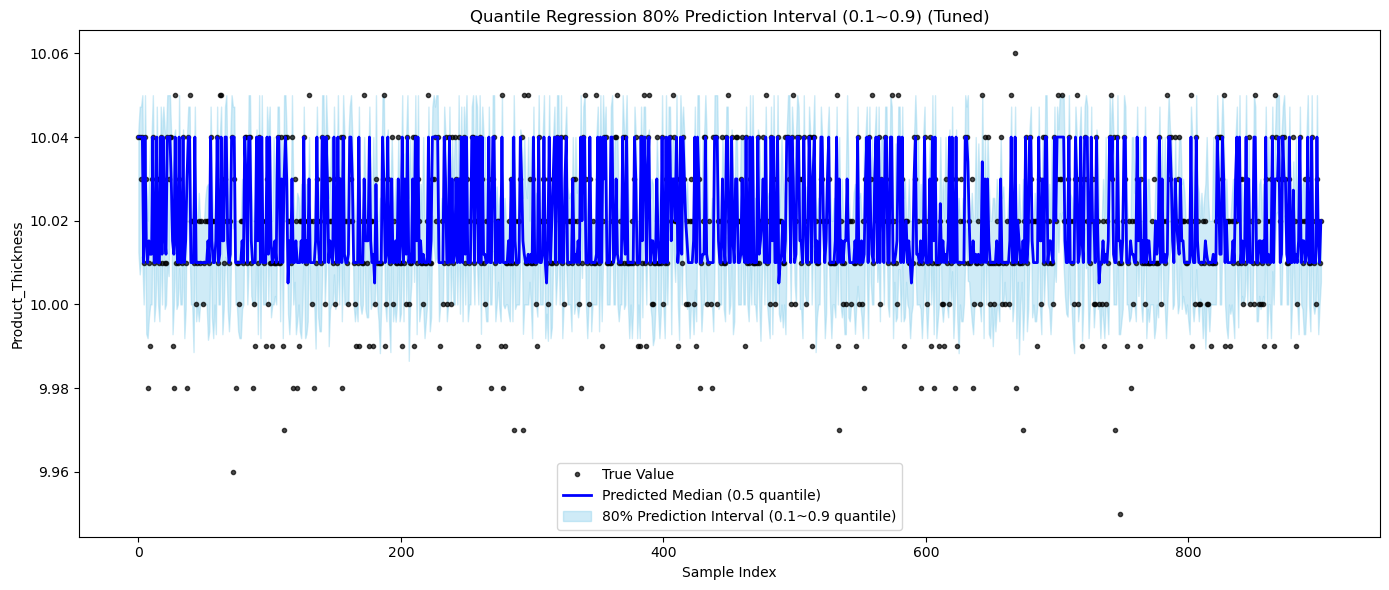 Quantile Regression 80% Prediction Interval (0.1~0.9) (Tuned)
10.06
10.04
10.02
10.00
9.98
9.96
Product_Thickness
True Value
Predicted Median (0.5 quantile)
80% Prediction Interval (0.1~0.9 quantile)
0
200
400
600
800
Sample Index